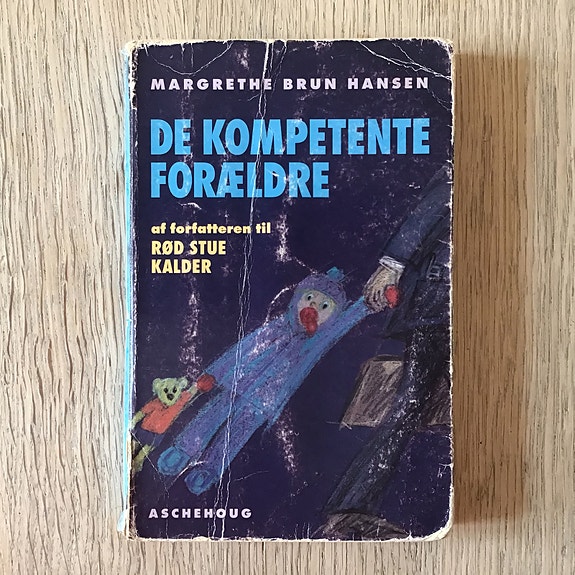 MARGRETHE BRUN HANSEN
DE KOMPETENTE
FORÆLDRE
af forfatteren til
RØD STUE
KALDER
ASCHEHOUG